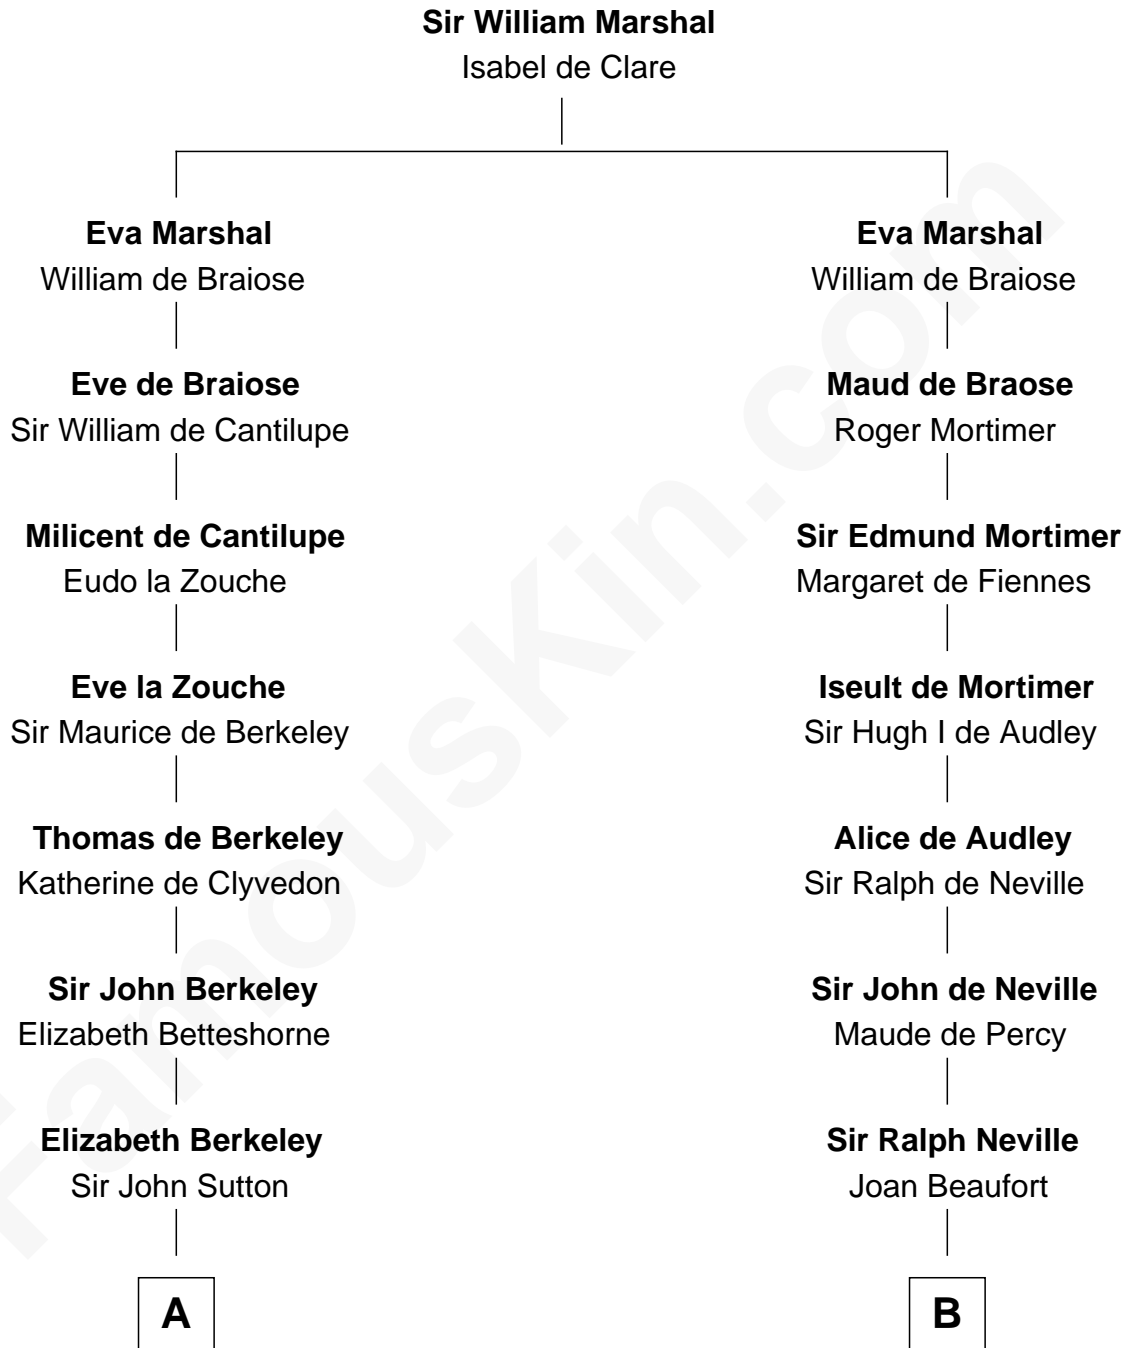 Sir William Marshal
Isabel de Clare
Eva Marshal
William de Braiose
Eve de Braiose
Sir William de Cantilupe
Milicent de Cantilupe
Eudo la Zouche
Eve la Zouche
Sir Maurice de Berkeley
Thomas de Berkeley
Katherine de Clyvedon
Sir John Berkeley
Elizabeth Betteshorne
Elizabeth Berkeley
Sir John Sutton
A
Eva Marshal
William de Braiose
Maud de Braose
Roger Mortimer
Sir Edmund Mortimer
Margaret de Fiennes
Iseult de Mortimer
Sir Hugh I de Audley
Alice de Audley
Sir Ralph de Neville
Sir John de Neville
Maude de Percy
Sir Ralph Neville
Joan Beaufort
B
FamousKin.com